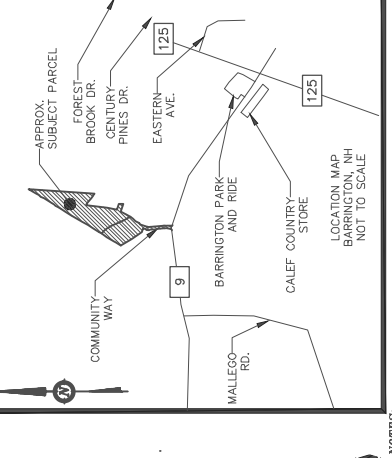 APPROX.
SUBJECT PARCEL
FOREST
BROOK DR.
CENTURY
PINES DR.
EASTERN
AVE.
125
COMMUNITY
WAY
9
BARRINGTON PARK
AND RIDE
125
CALEF COUNTRY
STORE
MALLEGO
RD.
LOCATION MAP
BARRINGTON, NH
NOT TO SCALE
N
NOTES